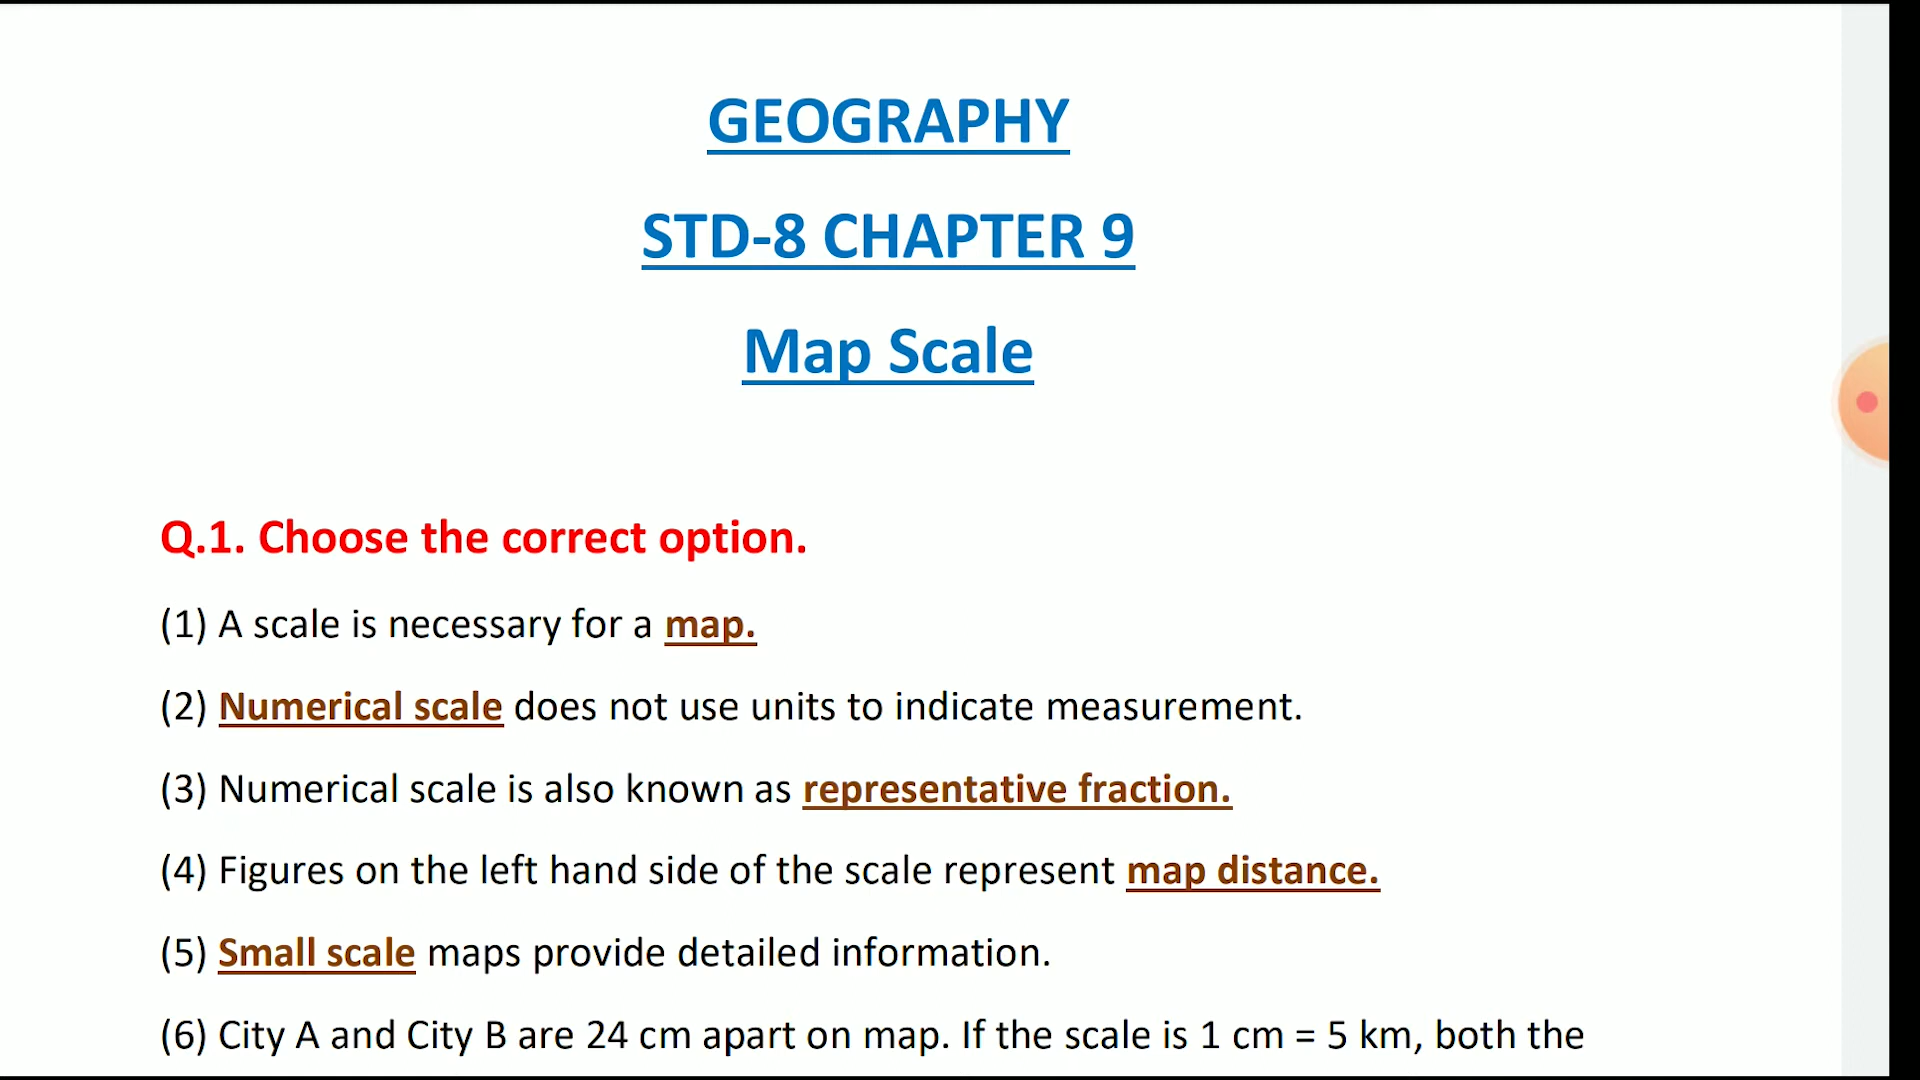 GEOGRAPHY
STD-8 CHAPTER 9
Map Scale
Q.1. Choose the correct option.
(1) A scale is necessary for a map.
(2) Numerical scale does not use units to indicate measurement.
(3) Numerical scale is also known as representative fraction.
(4) Figures on the left hand side of the scale represent map distance.
(5) Small scale maps provide detailed information.
(6) City A and City B are 24 cm apart on map. If the scale is 1 cm = 5 km, both the